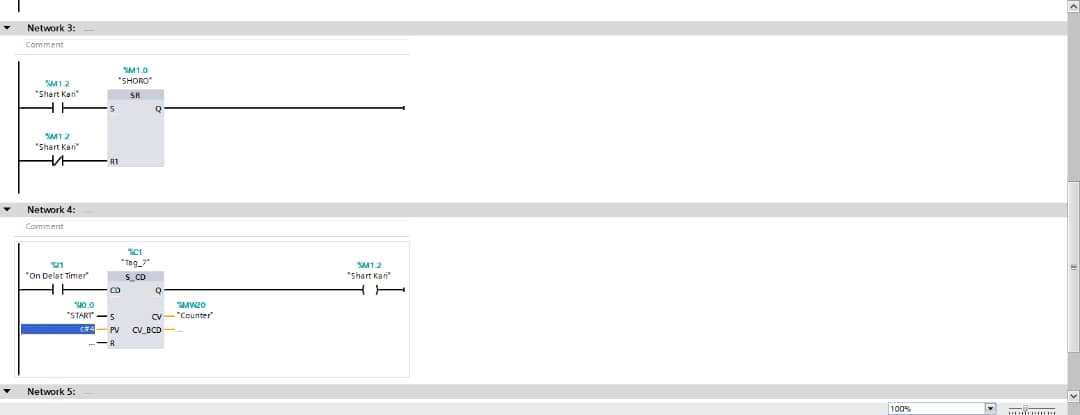 Network 3: ....
Comment
%M1.0
"SHORO"
%M1.2
"Shart Kari"
SR
S Q
%M1.2
"Shart Kari"
R1
Network 4: ....
Comment
%C1
"Tag_7"
%T1 %M1.2
"On Delat Timer" S_CD "Shart Kari"
CD Q
%I0.0 %MW20
"START" S CV "Counter"
c#4 PV CV_BCD ...
... R
Network 5: ....
100%